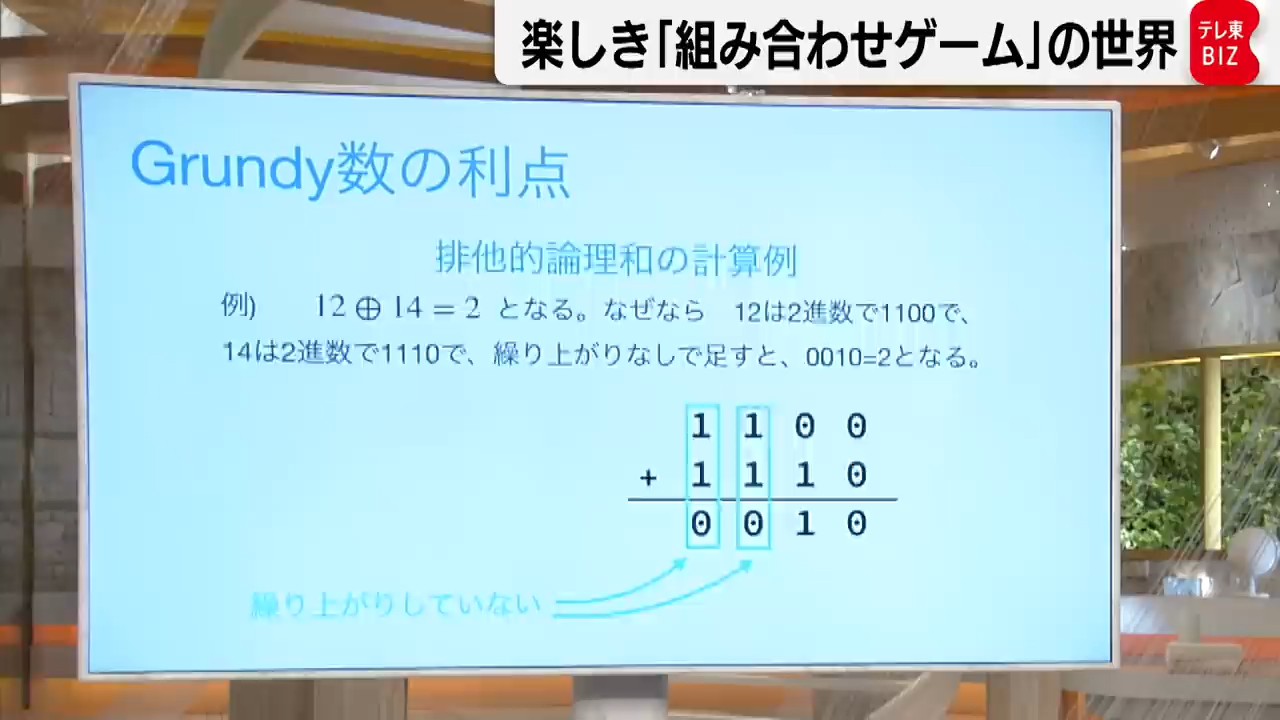 楽しき「組み合わせゲーム」の世界
テレ東
BIZ
Grundy数の利点
排他的論理和の計算例
例) 12 ⊕ 14 = 2 となる。なぜなら 12は2進数で1100で、
14は2進数で1110で、繰り上がりなしで足すと、0010=2となる。
1 1 0 0
+ 1 1 1 0
0 0 1 0
繰り上がりしていない